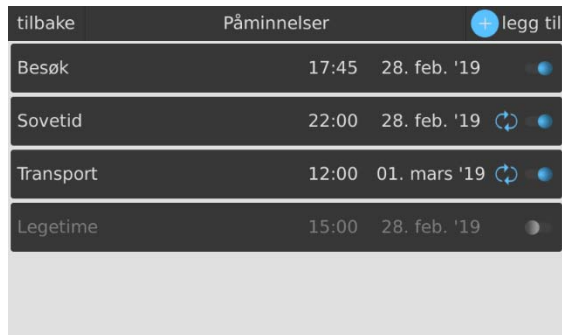 tilbake Påminnelser + legg til
Besøk 17:45 28. feb. '19
Sovetid 22:00 28. feb. '19
Transport 12:00 01. mars '19
Legetime 15:00 28. feb. '19